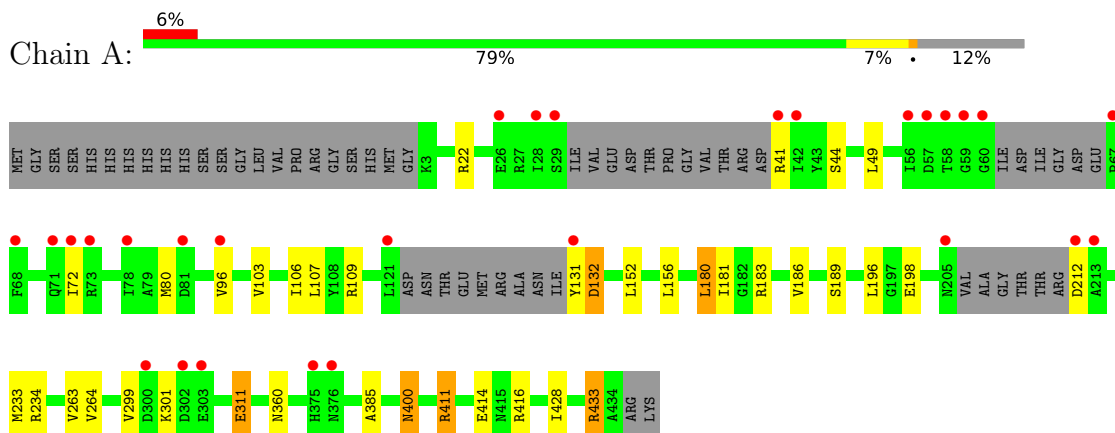 6%
Chain A:
79% 7% • 12%
MET GLY SER SER HIS HIS HIS HIS HIS HIS SER SER GLY LEU VAL PRO ARG GLY SER HIS MET GLY K3 R22 E26 R27 I28 S29 ILE VAL GLU ASP THR PRO GLY VAL THR ARG ASP R41 I42 Y43 S44 L49 I56 D57 T58 G59 G60 ILE ASP ILE GLY ASP GLU P67
F68 Q71 I72 R73 I78 A79 M80 D81 V96 V103 I106 L107 Y108 R109 L121 ASP ASN THR GLU MET ARG ALA ASN ILE Y131 D132 L152 L156 L180 I181 G182 R183 V186 S189 L196 G197 E198 N205 VAL ALA GLY THR THR ARG D212 A213
M233 R234 V263 V264 V299 D300 K301 D302 E303 E311 N360 H375 N376 A385 N400 R411 E414 N415 R416 I428 R433 A434 ARG LYS